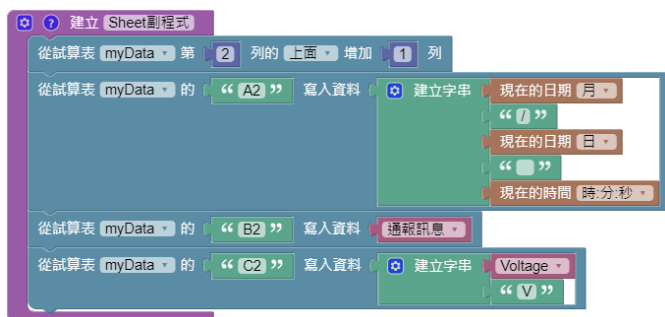 建立 Sheet副程式
從試算表 myData 第 2 列的 上面 增加 1 列
從試算表 myData 的 “ A2 ” 寫入資料 建立字串 現在的日期 月
“ / ”
現在的日期 日
“ ”
現在的時間 時:分:秒
從試算表 myData 的 “ B2 ” 寫入資料 通報訊息
從試算表 myData 的 “ C2 ” 寫入資料 建立字串 Voltage
“ V ”